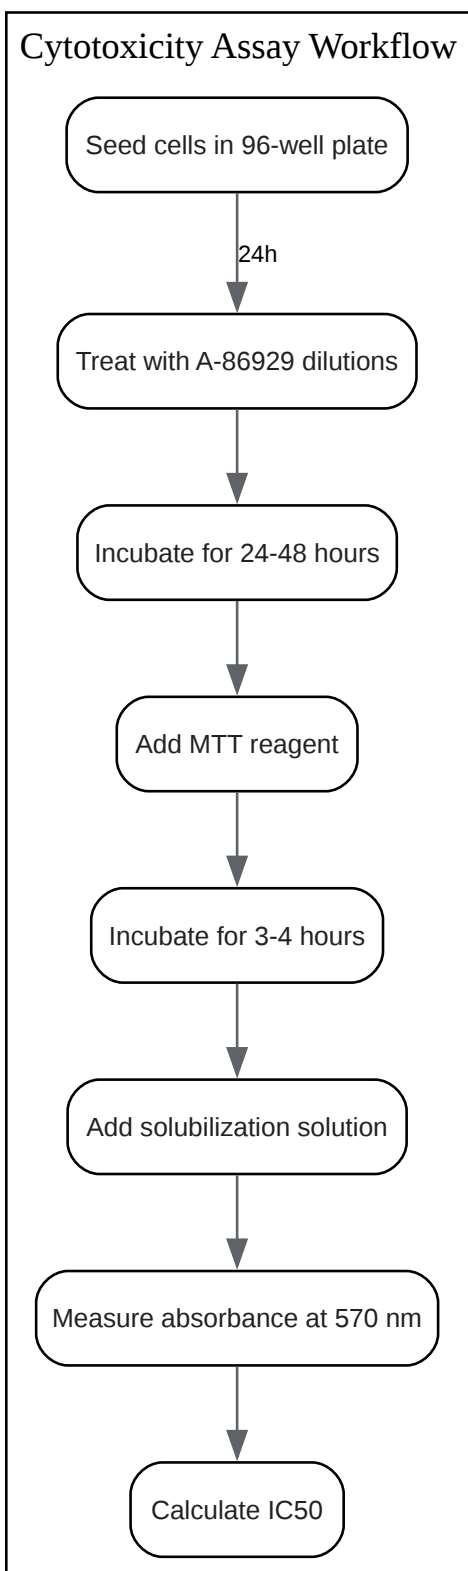 Cytotoxicity Assay Workflow
Seed cells in 96-well plate
24h
Treat with A-86929 dilutions
Incubate for 24-48 hours
Add MTT reagent
Incubate for 3-4 hours
Add solubilization solution
Measure absorbance at 570 nm
Calculate IC50